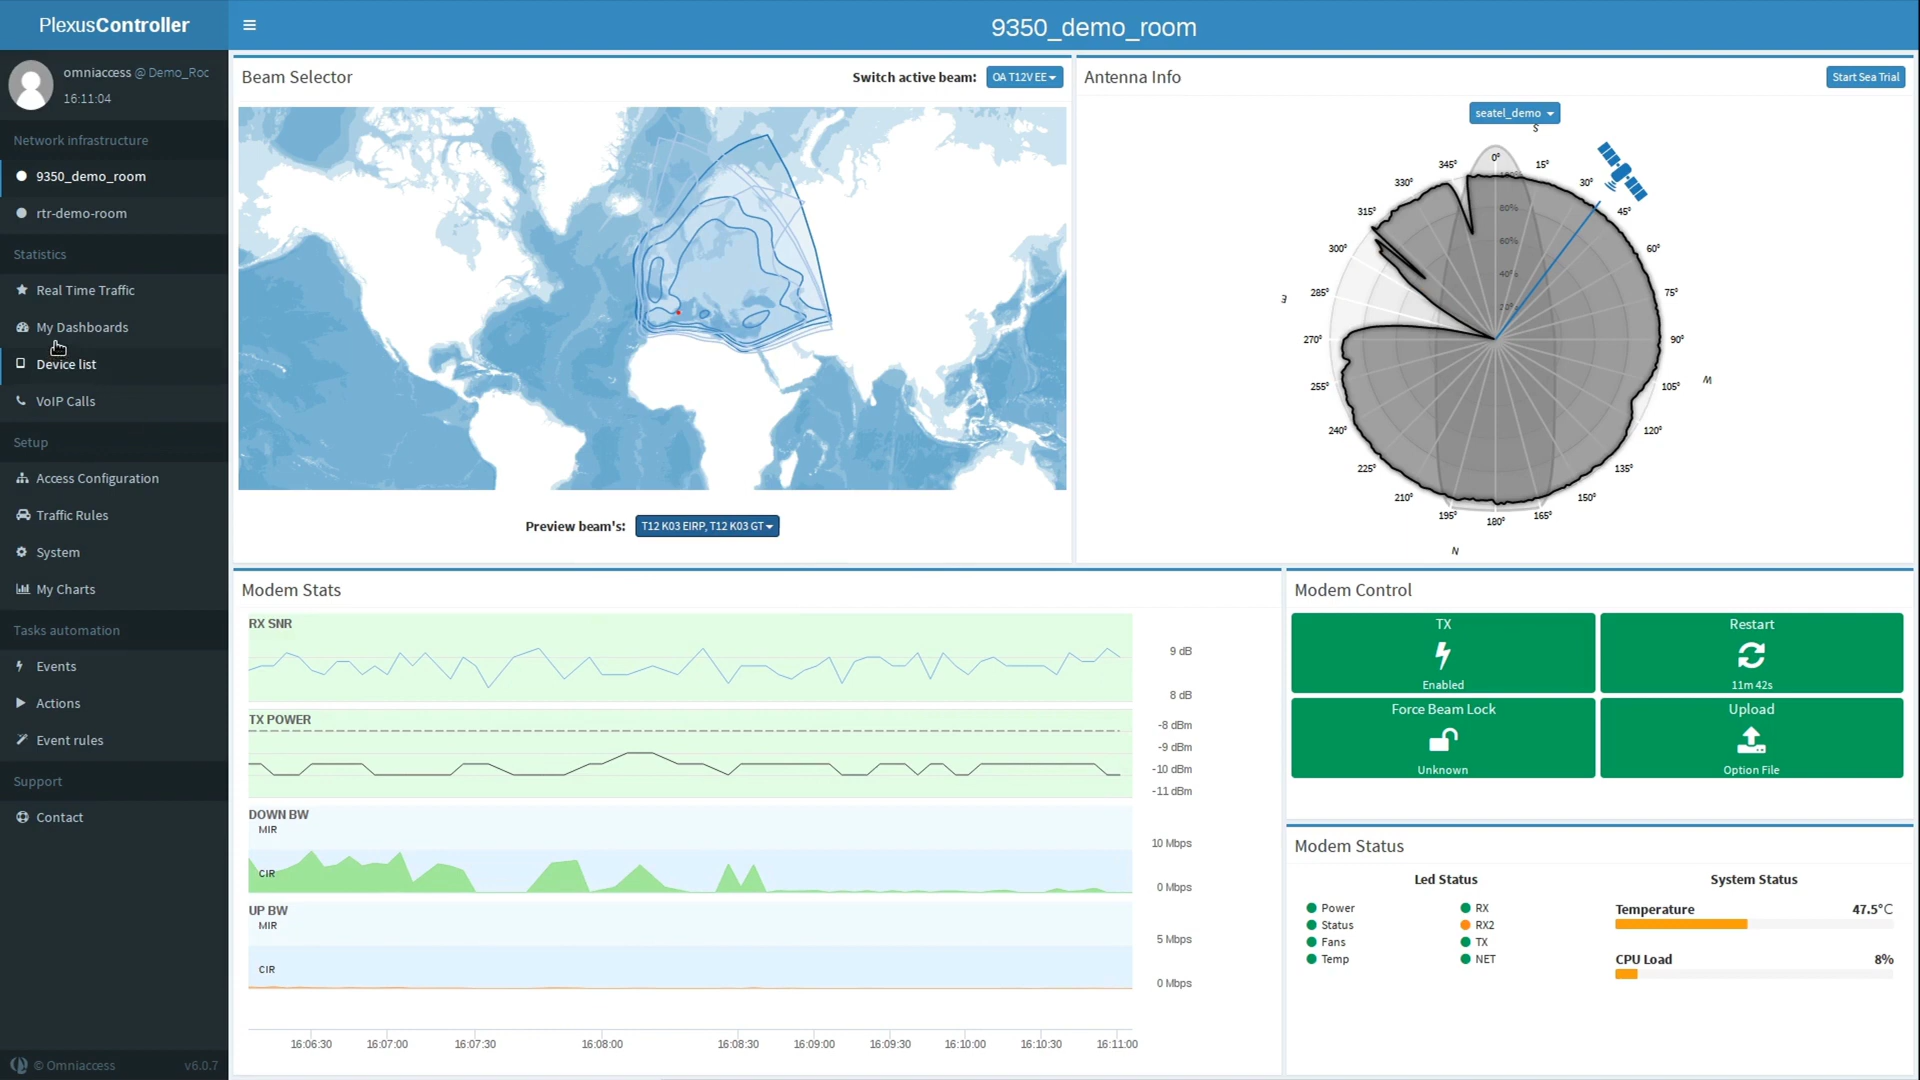 PlexusController
9350_demo_room
omniaccess @ Demo_Roc
16:11:04
Network infrastructure
9350_demo_room
rtr-demo-room
Statistics
Real Time Traffic
My Dashboards
Device list
VoIP Calls
Setup
Access Configuration
Traffic Rules
System
My Charts
Tasks automation
Events
Actions
Event rules
Support
Contact
© Omniaccess v6.0.7
Beam Selector
Switch active beam: OA T12V EE
Preview beam's: T12 K03 EIRP, T12 K03 GT
Antenna Info
Start Sea Trial
seatel_demo
S
0°
15°
30°
45°
60°
75°
90°
105°
120°
135°
150°
165°
180°
195°
210°
225°
240°
255°
270°
285°
300°
315°
330°
345°
80%
60%
40%
20%
E
W
N
Modem Stats
RX SNR
9 dB
8 dB
TX POWER
-8 dBm
-9 dBm
-10 dBm
-11 dBm
DOWN BW
MIR
10 Mbps
CIR
0 Mbps
UP BW
MIR
5 Mbps
CIR
0 Mbps
16:06:30 16:07:00 16:07:30 16:08:00 16:08:30 16:09:00 16:09:30 16:10:00 16:10:30 16:11:00
Modem Control
TX
Enabled
Restart
11m 42s
Force Beam Lock
Unknown
Upload
Option File
Modem Status
Led Status
Power
Status
Fans
Temp
RX
RX2
TX
NET
System Status
Temperature 47.5°C
CPU Load 8%